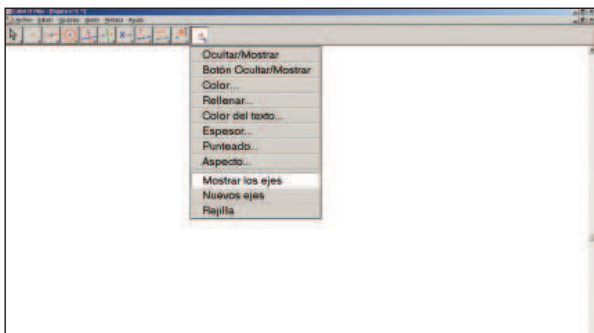 Ocultar/Mostrar
Botón Ocultar/Mostrar
Color...
Rellenar...
Color del texto...
Espesor...
Punteado...
Aspecto...
Mostrar los ejes
Nuevos ejes
Rejilla